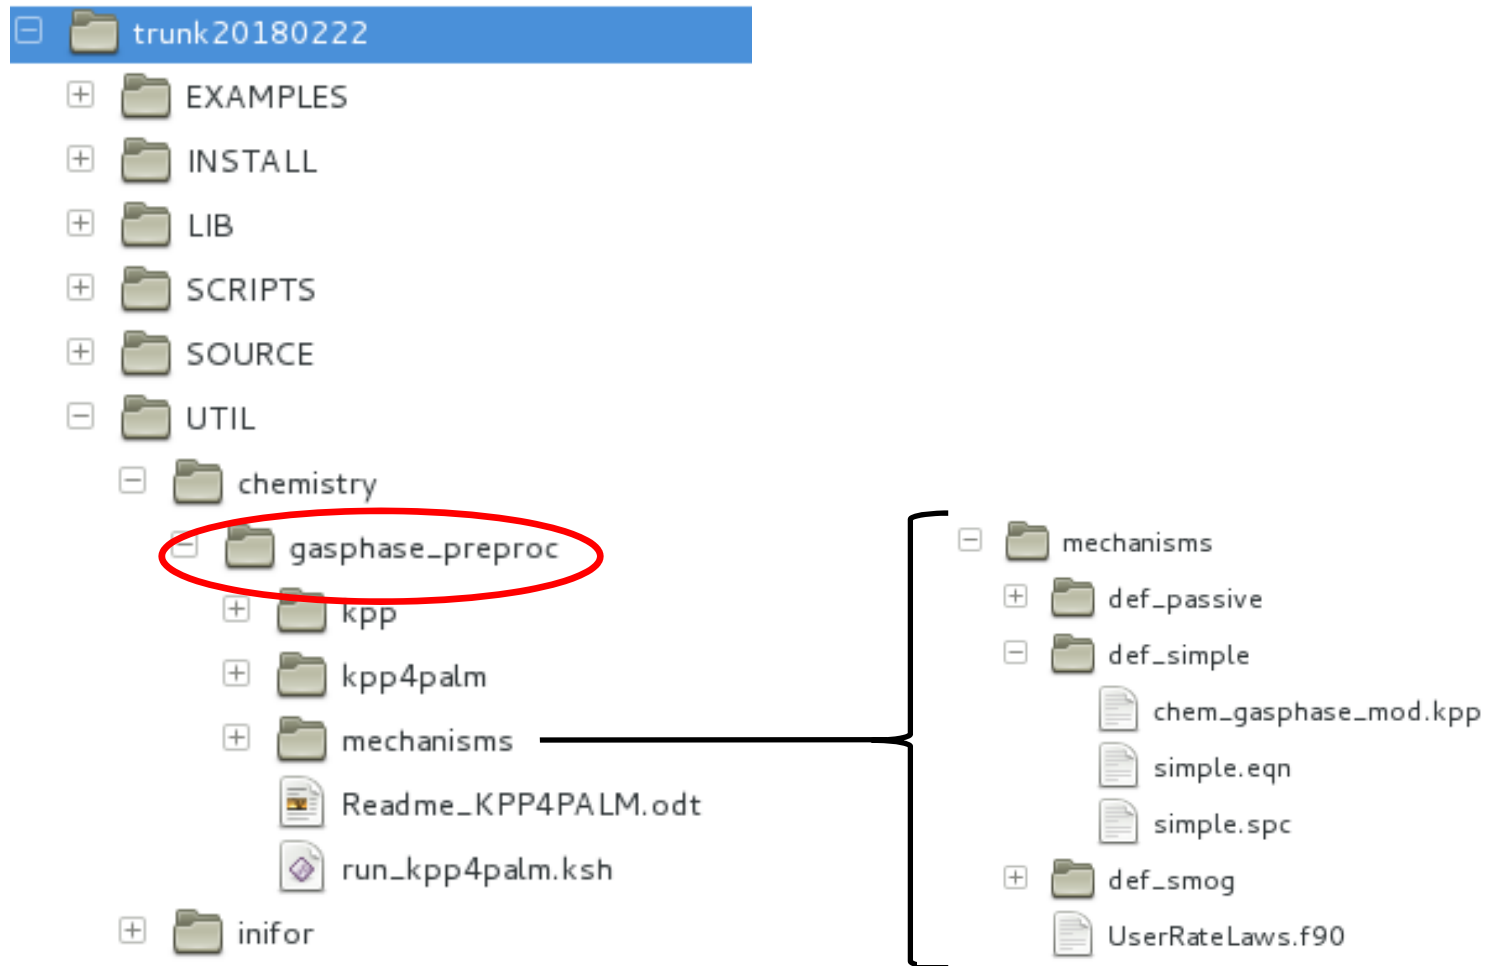 trunk20180222
EXAMPLES
INSTALL
LIB
SCRIPTS
SOURCE
UTIL
chemistry
gasphase_preproc
kpp
kpp4palm
mechanisms
Readme_KPP4PALM.odt
run_kpp4palm.ksh
inifor
mechanisms
def_passive
def_simple
chem_gasphase_mod.kpp
simple.eqn
simple.spc
def_smog
UserRateLaws.f90